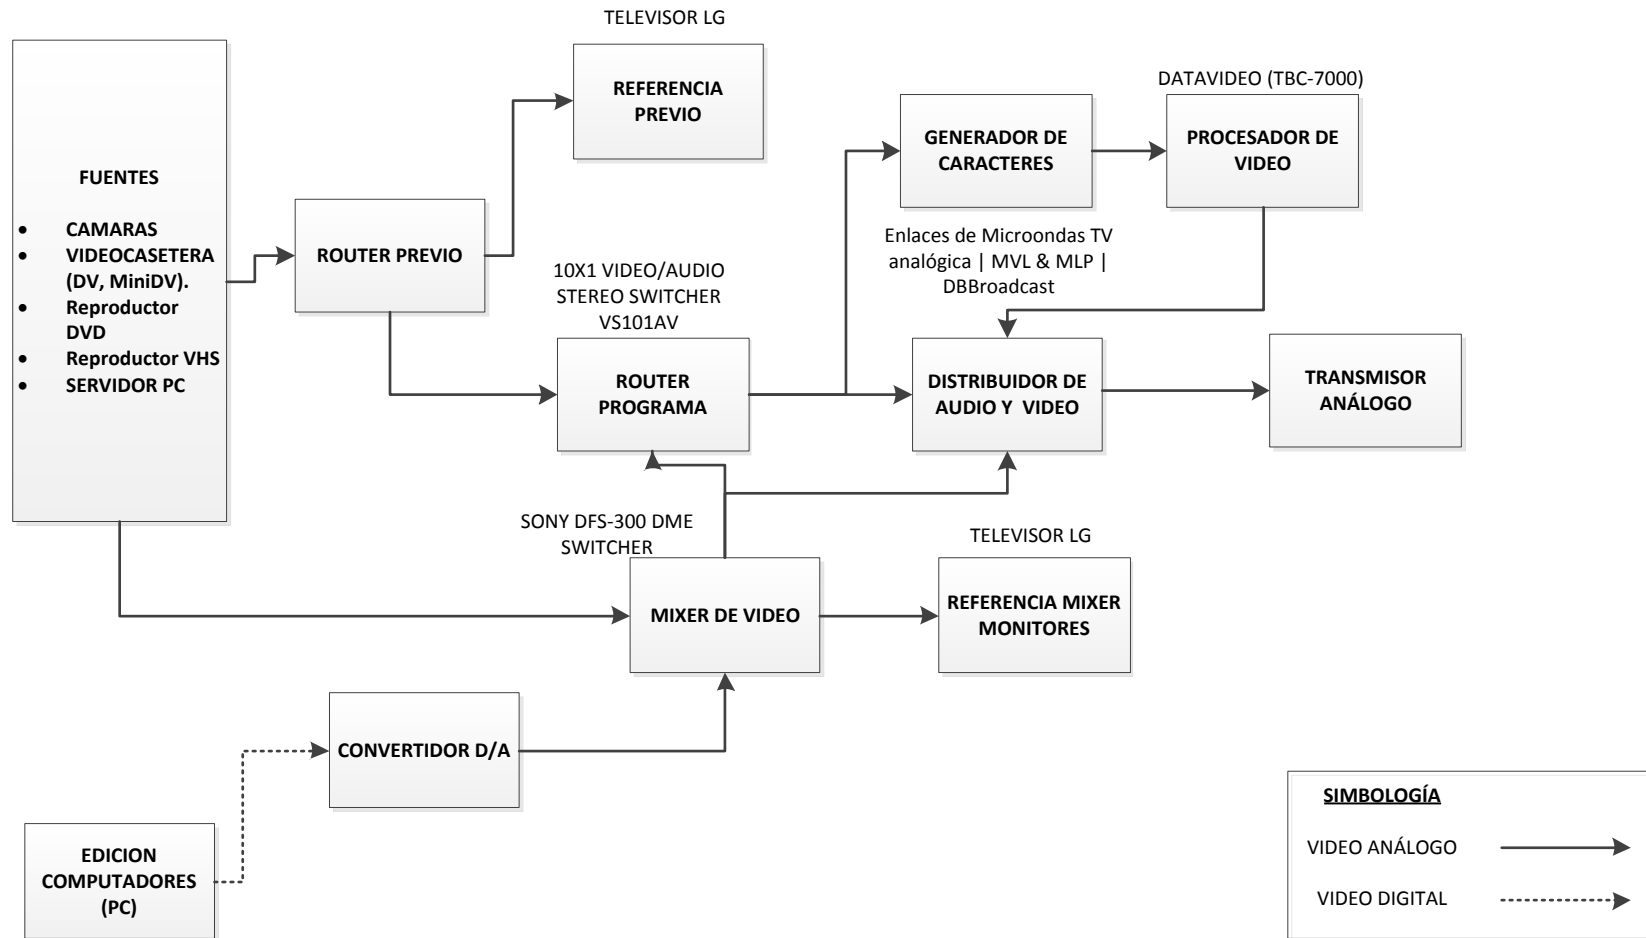 TELEVISOR LG
REFERENCIA
PREVIO
DATAVIDEO (TBC-7000)
GENERADOR DE
CARACTERES
PROCESADOR DE
VIDEO
FUENTES
• CAMARAS
• VIDEOCASETERA
(DV, MiniDV).
• Reproductor
DVD
• Reproductor VHS
• SERVIDOR PC
ROUTER PREVIO
Enlaces de Microondas TV
analógica | MVL & MLP |
DBBroadcast
10X1 VIDEO/AUDIO
STEREO SWITCHER
VS101AV
ROUTER
PROGRAMA
DISTRIBUIDOR DE
AUDIO Y VIDEO
TRANSMISOR
ANÁLOGO
SONY DFS-300 DME
SWITCHER
TELEVISOR LG
MIXER DE VIDEO
REFERENCIA MIXER
MONITORES
CONVERTIDOR D/A
EDICION
COMPUTADORES
(PC)
SIMBOLOGÍA
VIDEO ANÁLOGO
VIDEO DIGITAL